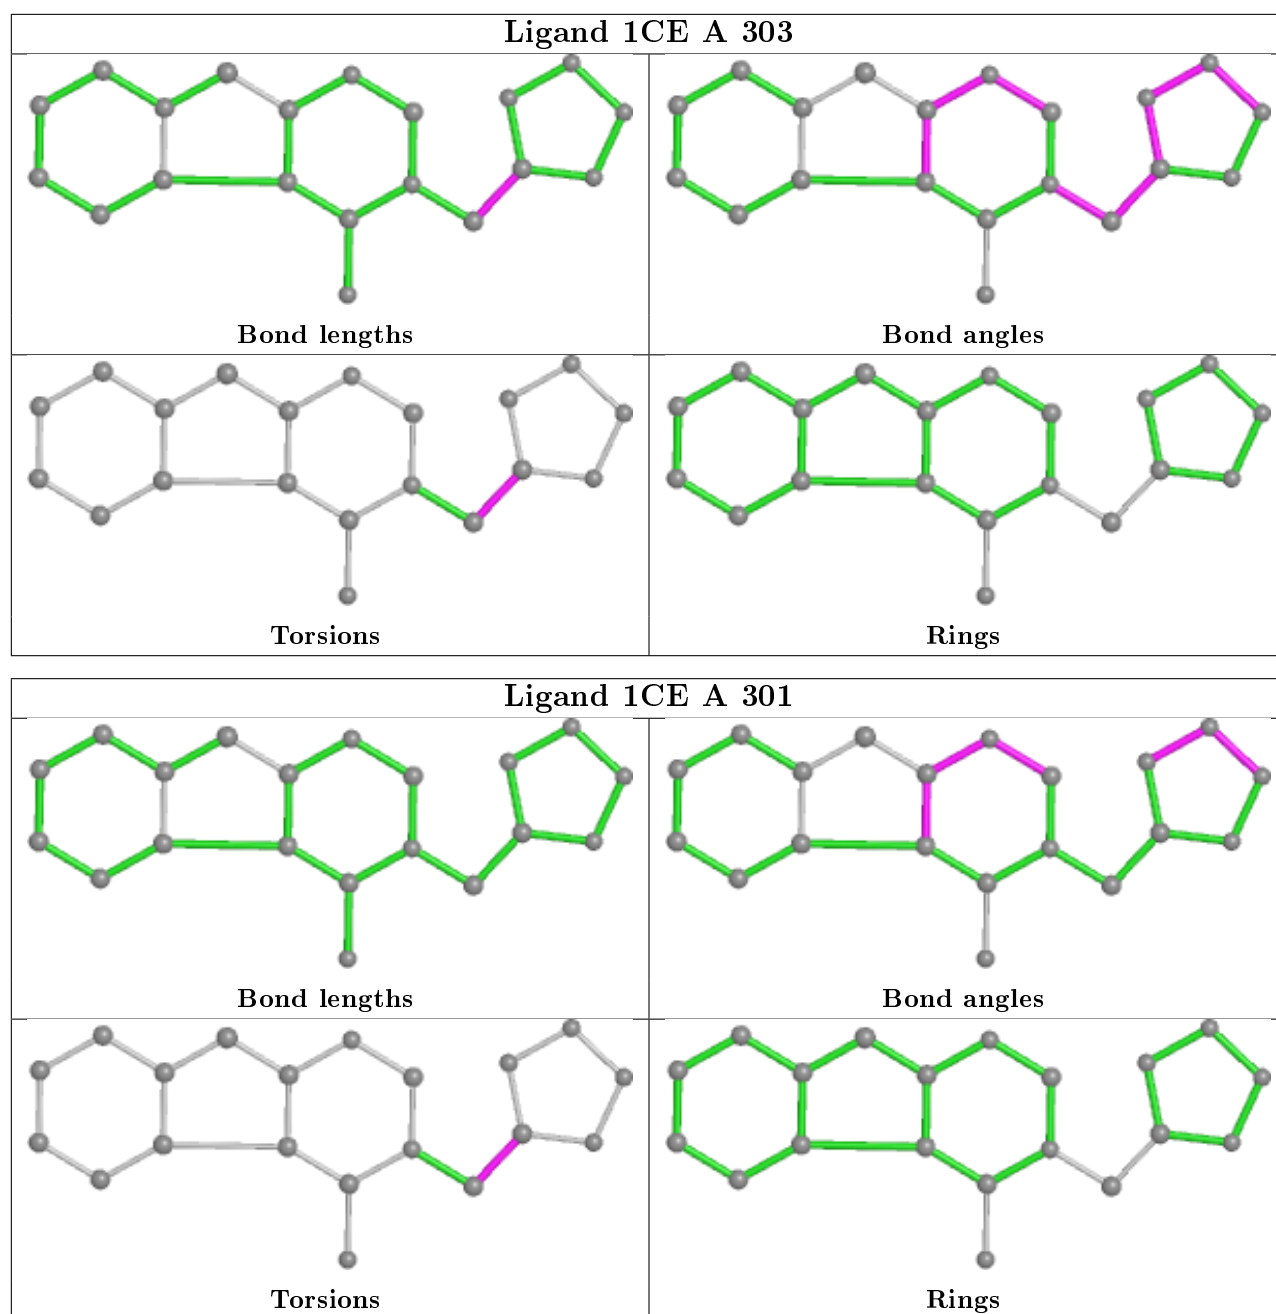 Ligand 1CE A 303
Bond lengths
Bond angles
Torsions
Rings
Ligand 1CE A 301
Bond lengths
Bond angles
Torsions
Rings